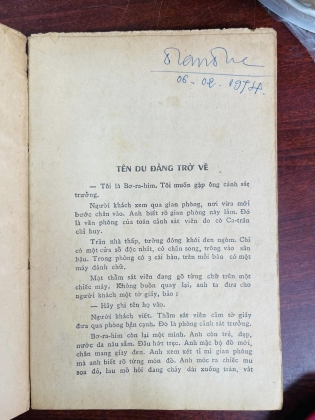 06-02-1974.
TÊN DU ĐÃNG TRỞ VỀ
— Tôi là Bơ-ra-him. Tôi muốn gặp ông cảnh sát
trưởng.
Người khách xem qua gian phòng, nơi vừa mới
bước chân vào. Anh biết rõ gian phòng này lắm. Đó
là văn phòng của toán cảnh sát viên do cò Cơ-trăn
chỉ huy.
Trần nhà thấp, tường đóng khói đen ngòm. Chỉ
có một cửa sổ độc nhất, có chấn song, trông vào sân
hậu. Trong phòng có 3 cái bàn, trên mỗi bàn có một
máy đánh chữ.
Mạt thầm sát viên đang gõ từng chữ trên một
chiếc máy. Không buồn quay lại, anh ta đưa cho
người khách một tờ giấy, bảo :
— Hãy ghi tên họ vào.
Người khách viết. Thầm sát viên cầm tờ giấy
đưa qua phòng bên cạnh. Đó là phòng cảnh sát trưởng.
Bơ-ra-him còn lại một mình. Anh còn trẻ, đẹp,
nước da nâu sẫm. Đầu hớt trọc. Anh mặc bộ đồ mới,
chân mang giày đen. Anh xem xét tỉ mỉ gian phòng
mà anh biết rõ từng món đồ. Anh móc ra chiếc mu
soa đỏ, lau mồ hôi đang chảy dài xuống trán, vắt